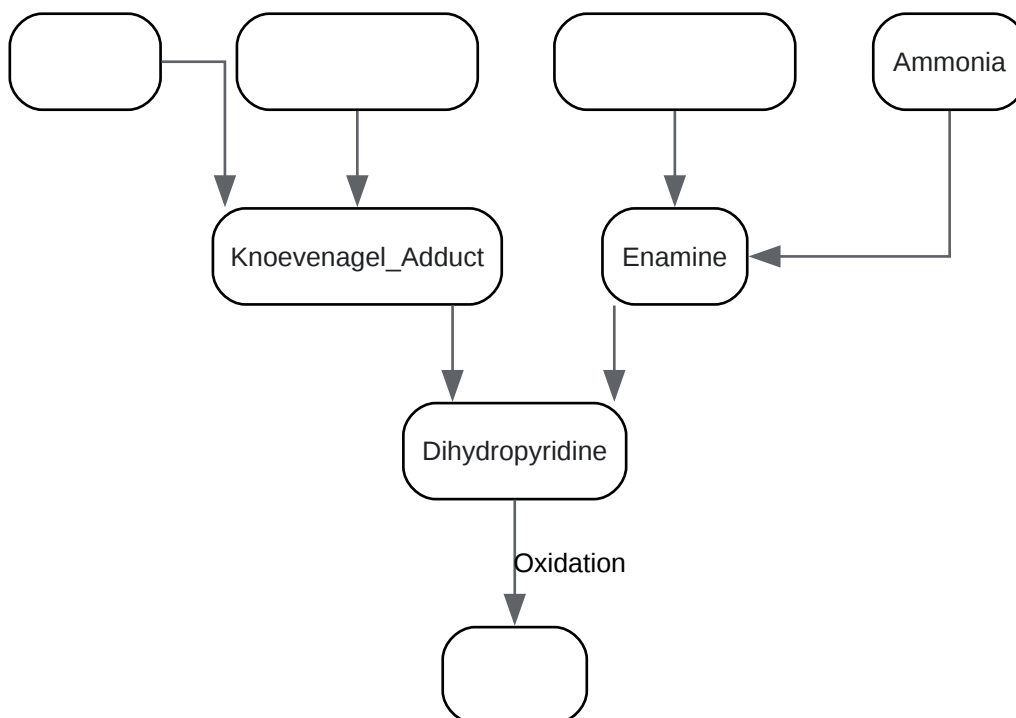 Ammonia
Knoevenagel_Adduct
Enamine
Dihydropyridine
Oxidation